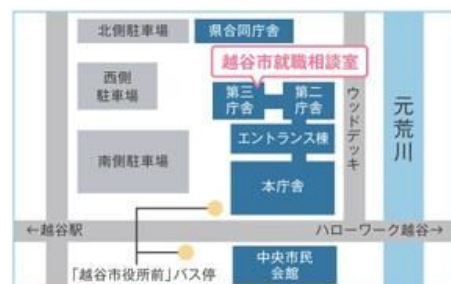 北側駐車場
県合同庁舎
越谷市就職相談室
西側
駐車場
第三
庁舎
第二
庁舎
ウッドデッキ
元荒川
エントランス棟
南側駐車場
本庁舎
←越谷駅
ハローワーク越谷→
「越谷市役所前」バス停
中央市民
会館